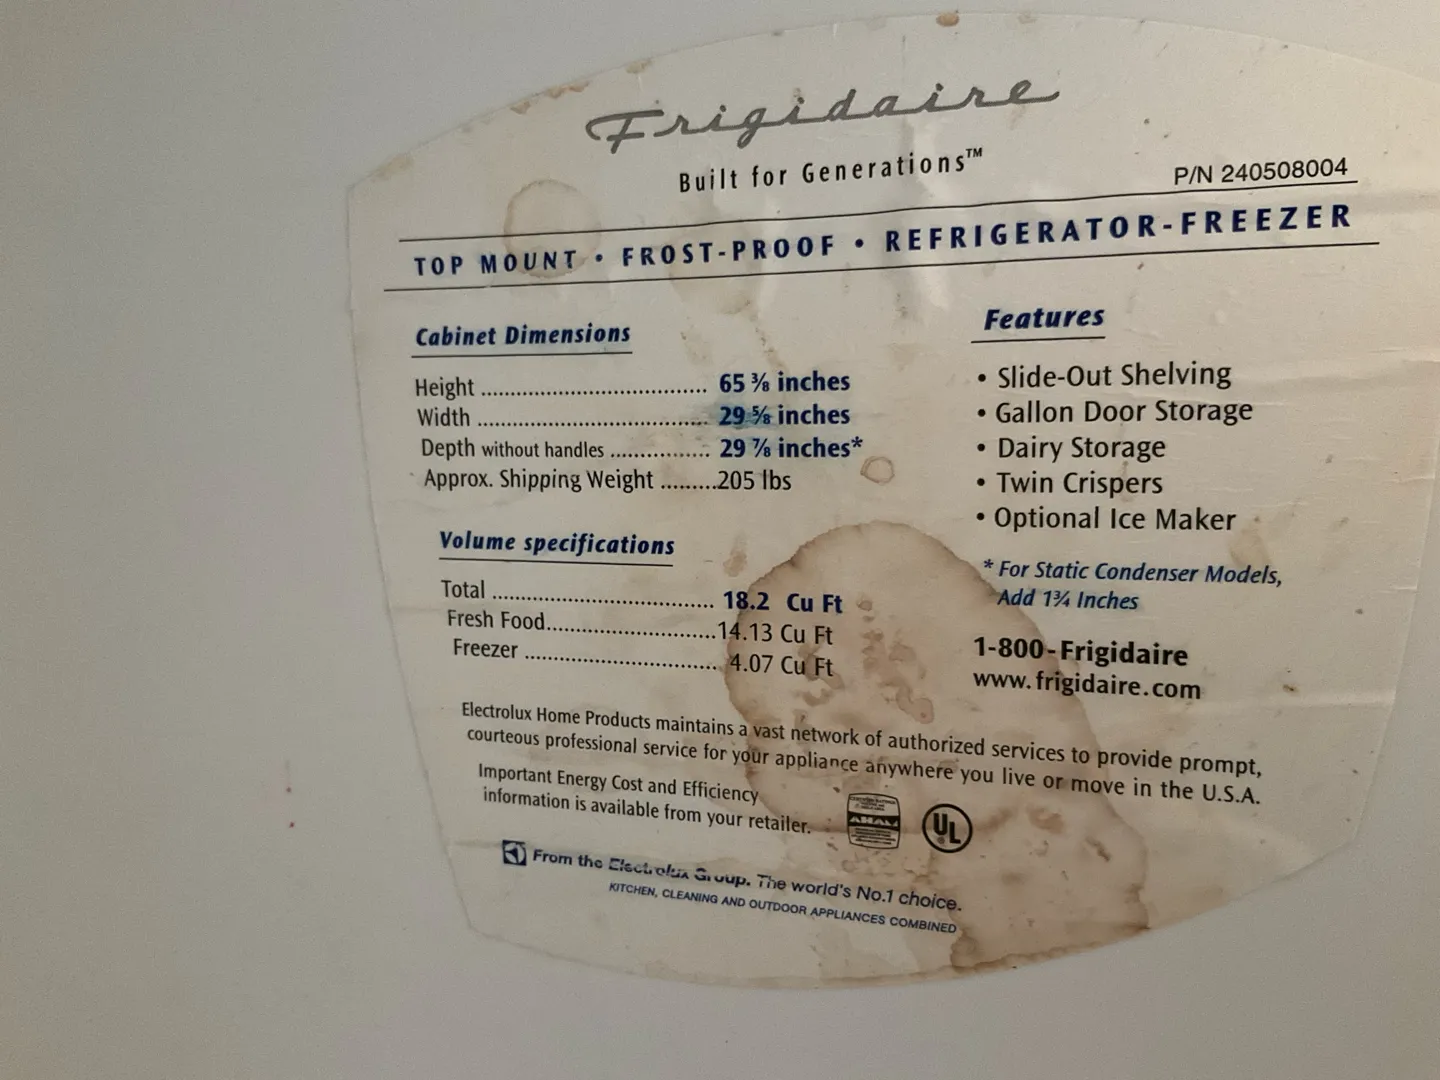 Frigidaire
Built for Generations™
P/N 240508004
TOP MOUNT • FROST-PROOF • REFRIGERATOR-FREEZER
Cabinet Dimensions
Height .................................... 65 ⅜ inches
Width .................................... 29 ⅝ inches
Depth without handles ................ 29 ⅞ inches*
Approx. Shipping Weight .........205 lbs
Volume specifications
Total .................................... 18.2 Cu Ft
Fresh Food...........................14.13 Cu Ft
Freezer ............................... 4.07 Cu Ft
Features
• Slide-Out Shelving
• Gallon Door Storage
• Dairy Storage
• Twin Crispers
• Optional Ice Maker
* For Static Condenser Models,
Add 1¾ Inches
1-800-Frigidaire
www.frigidaire.com
Electrolux Home Products maintains a vast network of authorized services to provide prompt,
courteous professional service for your appliance anywhere you live or move in the U.S.A.
Important Energy Cost and Efficiency
information is available from your retailer.
AHAM
UL
From the Electrolux Group. The world's No.1 choice.
KITCHEN, CLEANING AND OUTDOOR APPLIANCES COMBINED